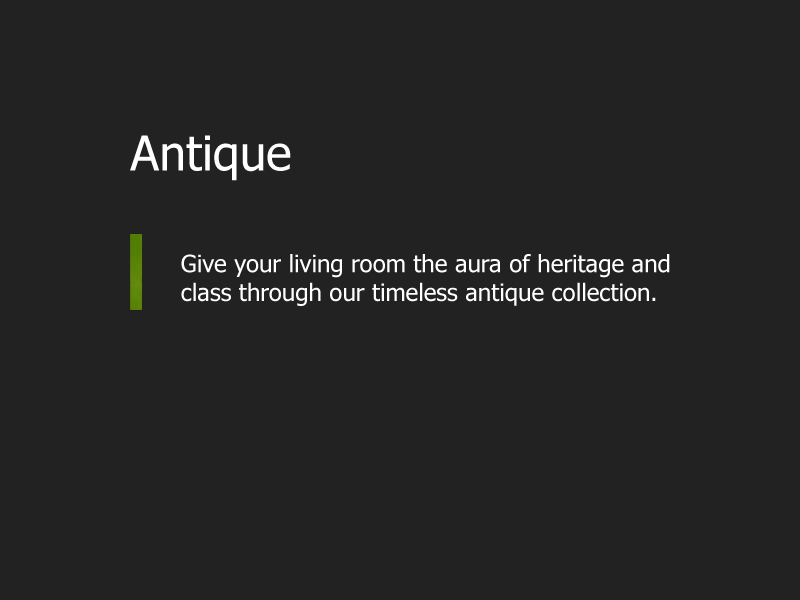 Antique
Give your living room the aura of heritage and
class through our timeless antique collection.